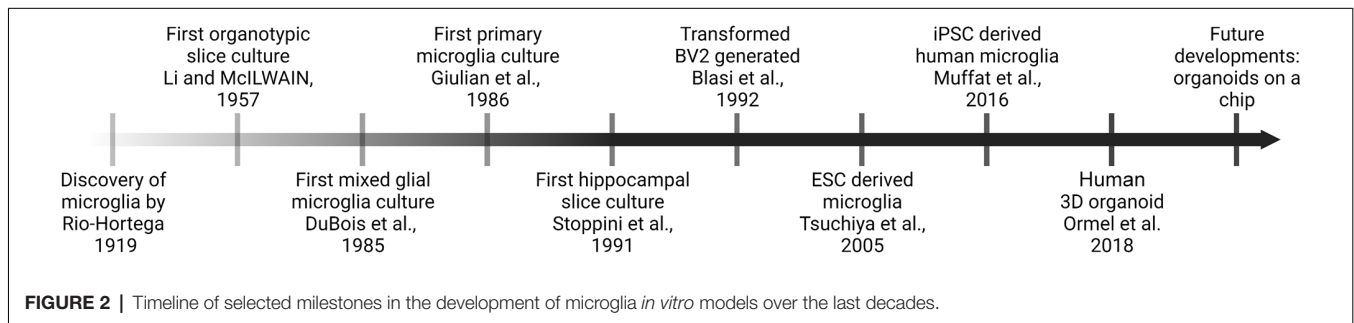 First organotypic
slice culture
Li and McILWAIN,
1957
First primary
microglia culture
Giulian et al.,
1986
Transformed
BV2 generated
Blasi et al.,
1992
iPSC derived
human microglia
Muffat et al.,
2016
Future
developments:
organoids on a
chip
Discovery of
microglia by
Rio-Hortega
1919
First mixed glial
microglia culture
DuBois et al.,
1985
First hippocampal
slice culture
Stoppini et al.,
1991
ESC derived
microglia
Tsuchiya et al.,
2005
Human
3D organoid
Ormel et al.
2018
FIGURE 2 | Timeline of selected milestones in the development of microglia in vitro models over the last decades.